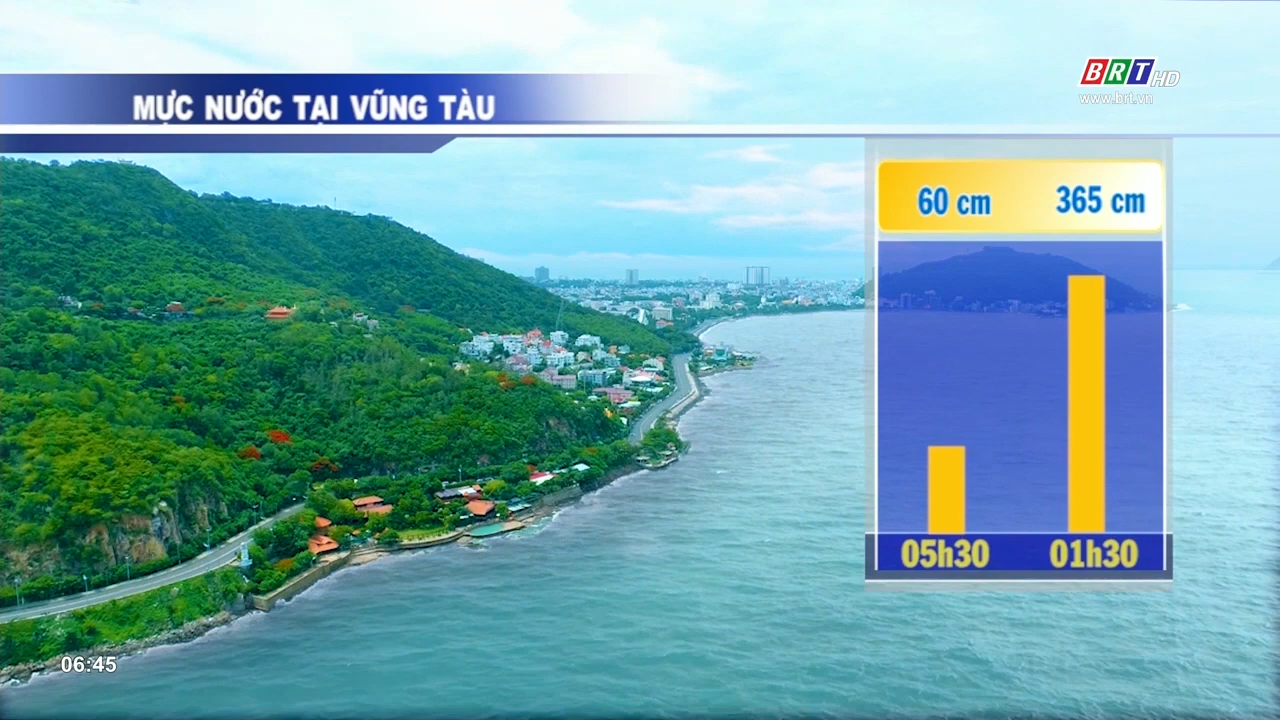 MỰC NƯỚC TẠI VŨNG TÀU
BRT HD
www.brt.vn
60 cm 365 cm
05h30 01h30
06:45